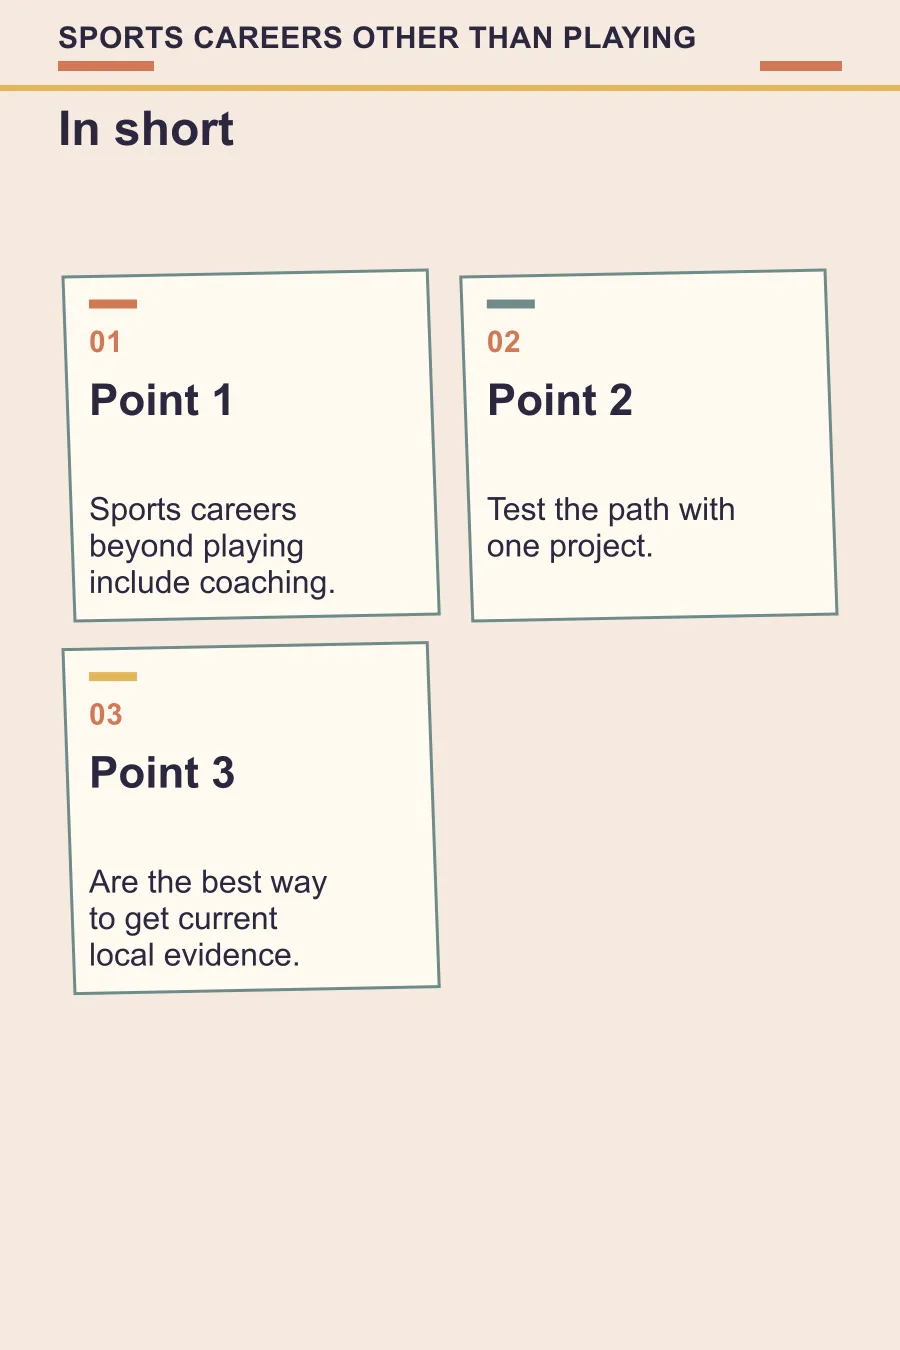 SPORTS CAREERS OTHER THAN PLAYING
In short
01
Point 1
Sports careers
beyond playing
include coaching.
02
Point 2
Test the path with
one project.
03
Point 3
Are the best way
to get current
local evidence.